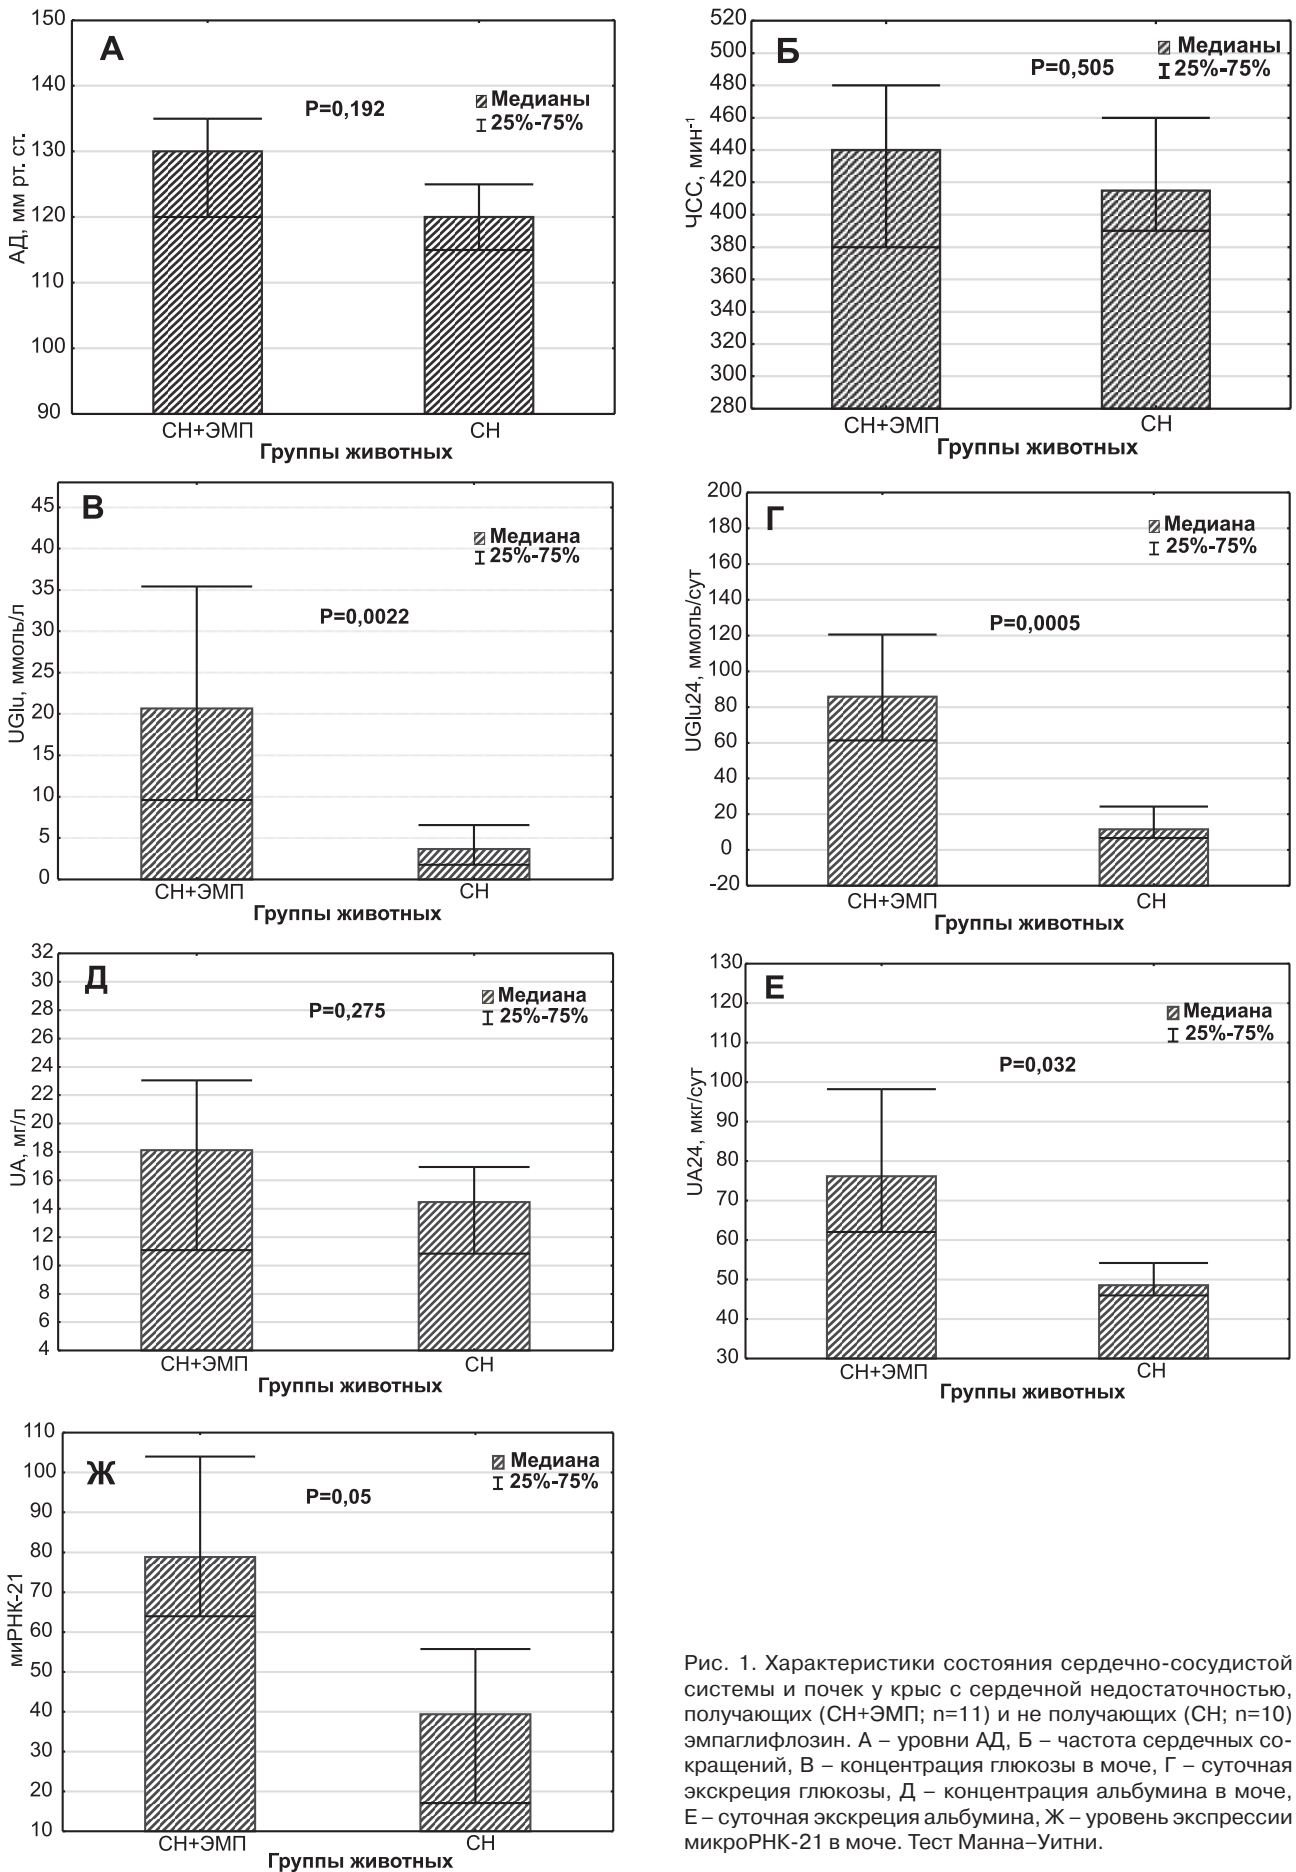 А
P=0,192
Медианы
25%-75%
АД, мм рт. ст.
150
140
130
120
110
100
90
СН+ЭМП
СН
Группы животных
Б
P=0,505
Медианы
25%-75%
ЧСС, мин-1
520
500
480
460
440
420
400
380
360
340
320
300
280
СН+ЭМП
СН
Группы животных
В
P=0,0022
Медиана
25%-75%
UGlu, ммоль/л
45
40
35
30
25
20
15
10
5
0
СН+ЭМП
СН
Группы животных
Г
P=0,0005
Медиана
25%-75%
UGlu24, ммоль/сут
200
180
160
140
120
100
80
60
40
20
0
-20
СН+ЭМП
СН
Группы животных
Д
P=0,275
Медиана
25%-75%
UA, мг/л
32
30
28
26
24
22
20
18
16
14
12
10
8
6
4
СН+ЭМП
СН
Группы животных
Е
P=0,032
Медиана
25%-75%
UA24, мкг/сут
130
120
110
100
90
80
70
60
50
40
30
СН+ЭМП
СН
Группы животных
Ж
P=0,05
Медиана
25%-75%
миРНК-21
110
100
90
80
70
60
50
40
30
20
10
СН+ЭМП
СН
Группы животных
Рис. 1. Характеристики состояния сердечно-сосудистой
системы и почек у крыс с сердечной недостаточностью,
получающих (СН+ЭМП; n=11) и не получающих (СН; n=10)
эмпаглифлозин. А – уровни АД, Б – частота сердечных со-
кращений, В – концентрация глюкозы в моче, Г – суточная
экскреция глюкозы, Д – концентрация альбумина в моче,
Е – суточная экскреция альбумина, Ж – уровень экспрессии
микроРНК-21 в моче. Тест Манна–Уитни.